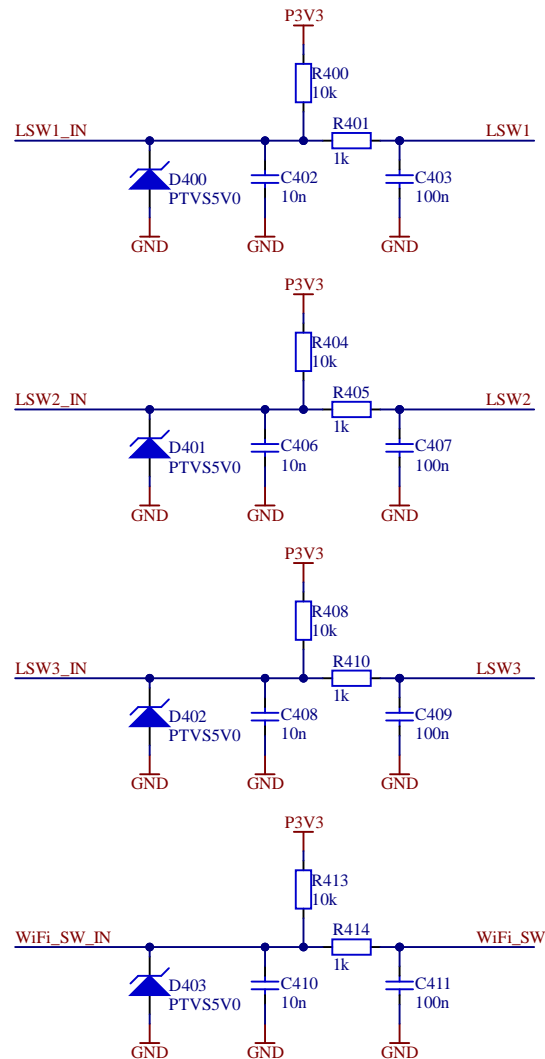 P3V3
R400
10k
LSW1_IN
R401
LSW1
1k
D400
PTVS5V0
C402
10n
C403
100n
GND
GND
GND
P3V3
R404
10k
LSW2_IN
R405
LSW2
1k
D401
PTVS5V0
C406
10n
C407
100n
GND
GND
GND
P3V3
R408
10k
LSW3_IN
R410
LSW3
1k
D402
PTVS5V0
C408
10n
C409
100n
GND
GND
GND
P3V3
R413
10k
WiFi_SW_IN
R414
WiFi_SW
1k
D403
PTVS5V0
C410
10n
C411
100n
GND
GND
GND